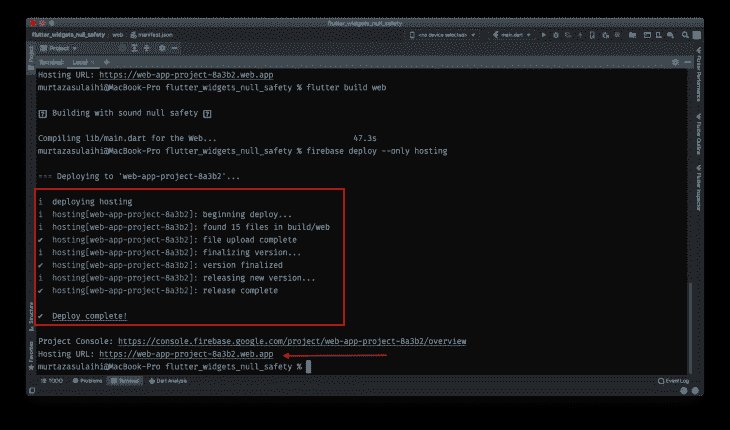 flutter_widgets_null_safety
flutter_widgets_null_safety web manifest.json <no device selected> main.dart
Project
Terminal: Local
Hosting URL: https://web-app-project-8a3b2.web.app
murtazasulaihi@MacBook-Pro flutter_widgets_null_safety % flutter build web
Building with sound null safety
Compiling lib/main.dart for the Web... 47.3s
murtazasulaihi@MacBook-Pro flutter_widgets_null_safety % firebase deploy --only hosting
=== Deploying to 'web-app-project-8a3b2'...
i deploying hosting
i hosting[web-app-project-8a3b2]: beginning deploy...
i hosting[web-app-project-8a3b2]: found 15 files in build/web
✔ hosting[web-app-project-8a3b2]: file upload complete
i hosting[web-app-project-8a3b2]: finalizing version...
✔ hosting[web-app-project-8a3b2]: version finalized
i hosting[web-app-project-8a3b2]: releasing new version...
✔ hosting[web-app-project-8a3b2]: release complete
✔ Deploy complete!
Project Console: https://console.firebase.google.com/project/web-app-project-8a3b2/overview
Hosting URL: https://web-app-project-8a3b2.web.app
murtazasulaihi@MacBook-Pro flutter_widgets_null_safety %
TODO Problems Terminal Dart Analysis Event Log
Project
Structure
Favorites
Flutter Performance
Flutter Outline
Flutter Inspector